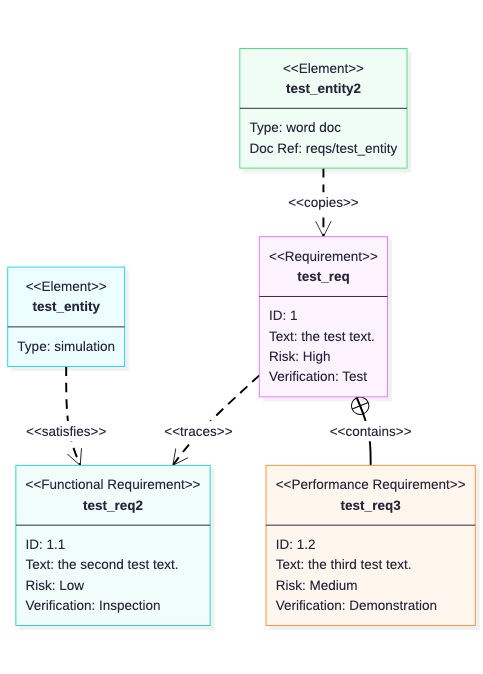 <<Element>>
test_entity2
Type: word doc
Doc Ref: reqs/test_entity
<<copies>>
<<Requirement>>
test_req
ID: 1
Text: the test text.
Risk: High
Verification: Test
<<Element>>
test_entity
Type: simulation
<<satisfies>>
<<traces>>
<<contains>>
<<Functional Requirement>>
test_req2
ID: 1.1
Text: the second test text.
Risk: Low
Verification: Inspection
<<Performance Requirement>>
test_req3
ID: 1.2
Text: the third test text.
Risk: Medium
Verification: Demonstration